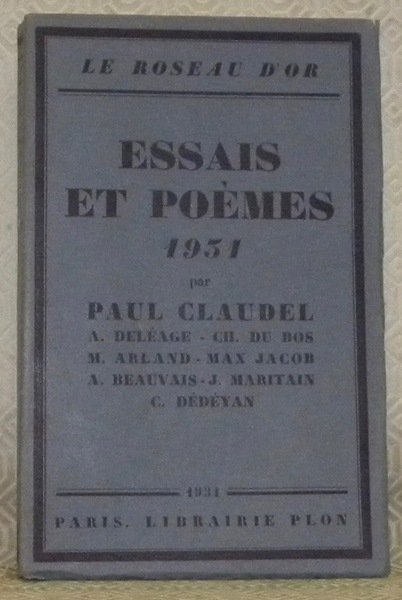 LE ROSEAU D'OR
ESSAIS
ET POÈMES
1931
par
PAUL CLAUDEL
A. DELÉAGE - CH. DU BOS
M. ARLAND - MAX JACOB
A. BEAUVAIS - J. MARITAIN
C. DÉDÉYAN
1931
PARIS. LIBRAIRIE PLON